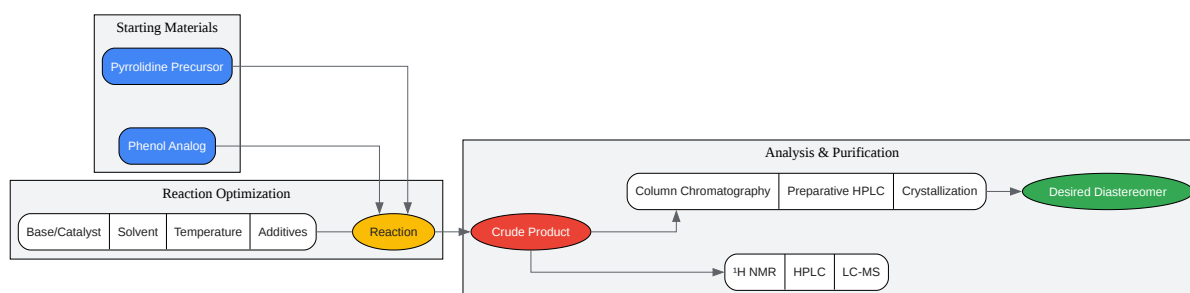 Starting Materials
Pyrrolidine Precursor
Phenol Analog
Reaction Optimization
Base/Catalyst
Solvent
Temperature
Additives
Reaction
Analysis & Purification
Crude Product
Column Chromatography
Preparative HPLC
Crystallization
Desired Diastereomer
¹H NMR
HPLC
LC-MS